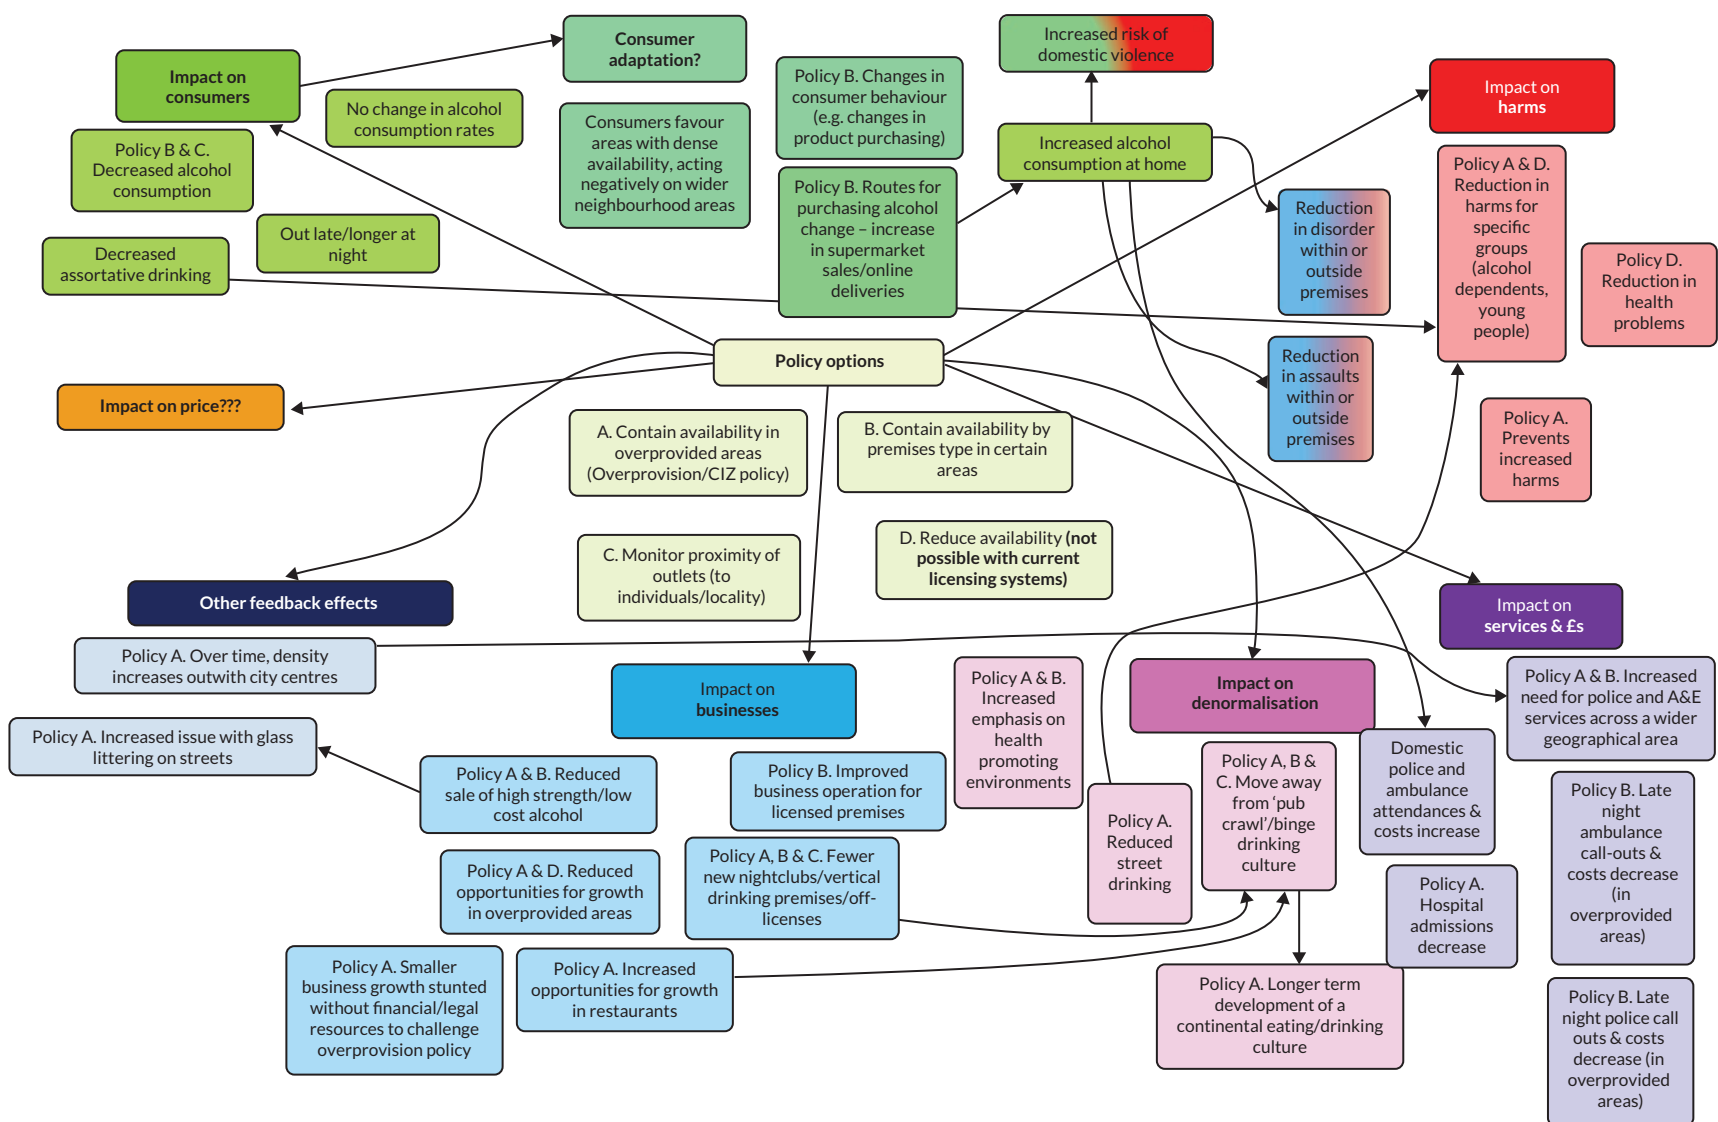 Impact on
consumers
Consumer
adaptation?
Increased risk of
domestic violence
Impact on
harms
No change in alcohol
consumption rates
Policy B & C.
Decreased alcohol
consumption
Out late/longer at
night
Decreased
assortative drinking
Consumers favour
areas with dense
availability, acting
negatively on wider
neighbourhood areas
Policy B. Changes in
consumer behaviour
(e.g. changes in
product purchasing)
Policy B. Routes for
purchasing alcohol
change – increase
in supermarket
sales/online
deliveries
Increased alcohol
consumption at home
Reduction
in disorder
within or
outside
premises
Reduction
in assaults
within or
outside
premises
Policy A & D.
Reduction in
harms for
specific
groups
(alcohol
dependents,
young
people)
Policy D.
Reduction in
health
problems
Policy A.
Prevents
increased
harms
Policy options
Impact on price???
A. Contain availability in
overprovided areas
(Overprovision/CIZ policy)
B. Contain availability by
premises type in certain
areas
C. Monitor proximity of
outlets (to
individuals/locality)
D. Reduce availability (not
possible with current
licensing systems)
Other feedback effects
Policy A. Over time, density
increases outwith city centres
Policy A. Increased issue with glass
littering on streets
Impact on
businesses
Policy A & B. Reduced
sale of high strength/low
cost alcohol
Policy B. Improved
business operation for
licensed premises
Policy A & D. Reduced
opportunities for growth
in overprovided areas
Policy A, B & C. Fewer
new nightclubs/vertical
drinking premises/off-
licenses
Policy A. Smaller
business growth stunted
without financial/legal
resources to challenge
overprovision policy
Policy A. Increased
opportunities for growth
in restaurants
Policy A & B.
Increased
emphasis on
health
promoting
environments
Impact on
denormalisation
Policy A.
Reduced
street
drinking
Policy A, B &
C. Move away
from ‘pub
crawl’/binge
drinking
culture
Policy A. Longer term
development of a
continental eating/drinking
culture
Impact on
services & £s
Policy A & B. Increased
need for police and A&E
services across a wider
geographical area
Domestic
police and
ambulance
attendances &
costs increase
Policy A.
Hospital
admissions
decrease
Policy B. Late
night
ambulance
call-outs &
costs decrease
(in
overprovided
areas)
Policy B. Late
night police call
outs & costs
decrease (in
overprovided
areas)